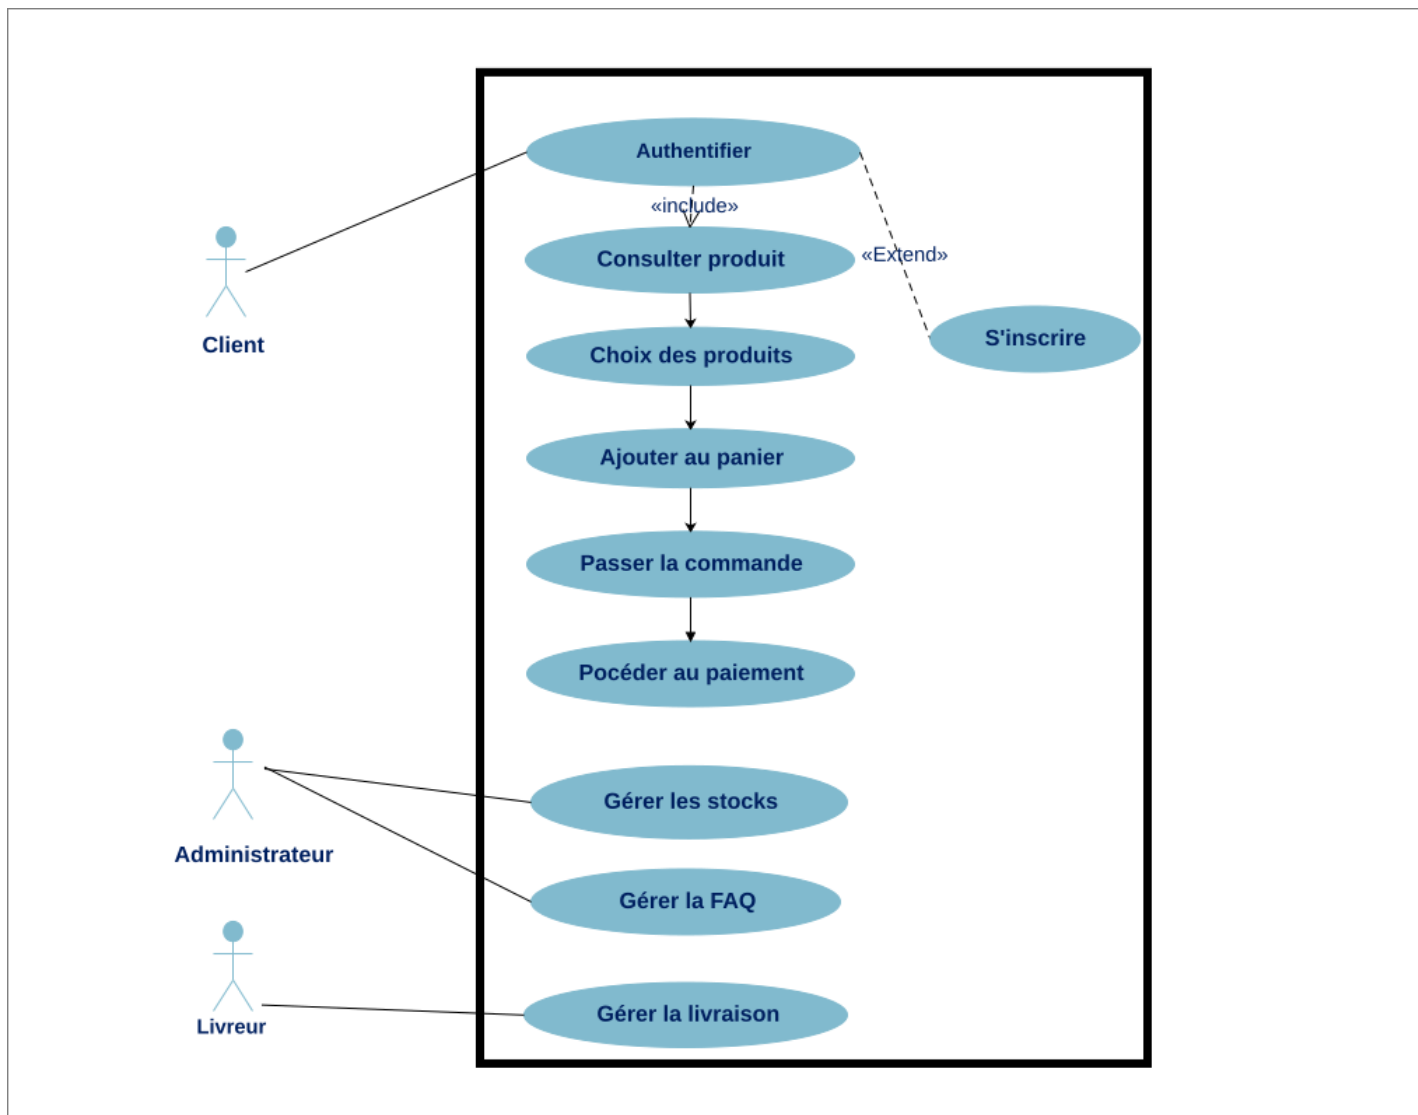 Authentifier
«include»
Consulter produit
«Extend»
Choix des produits
S'inscrire
Client
Ajouter au panier
Passer la commande
Pocéder au paiement
Gérer les stocks
Administrateur
Gérer la FAQ
Gérer la livraison
Livreur